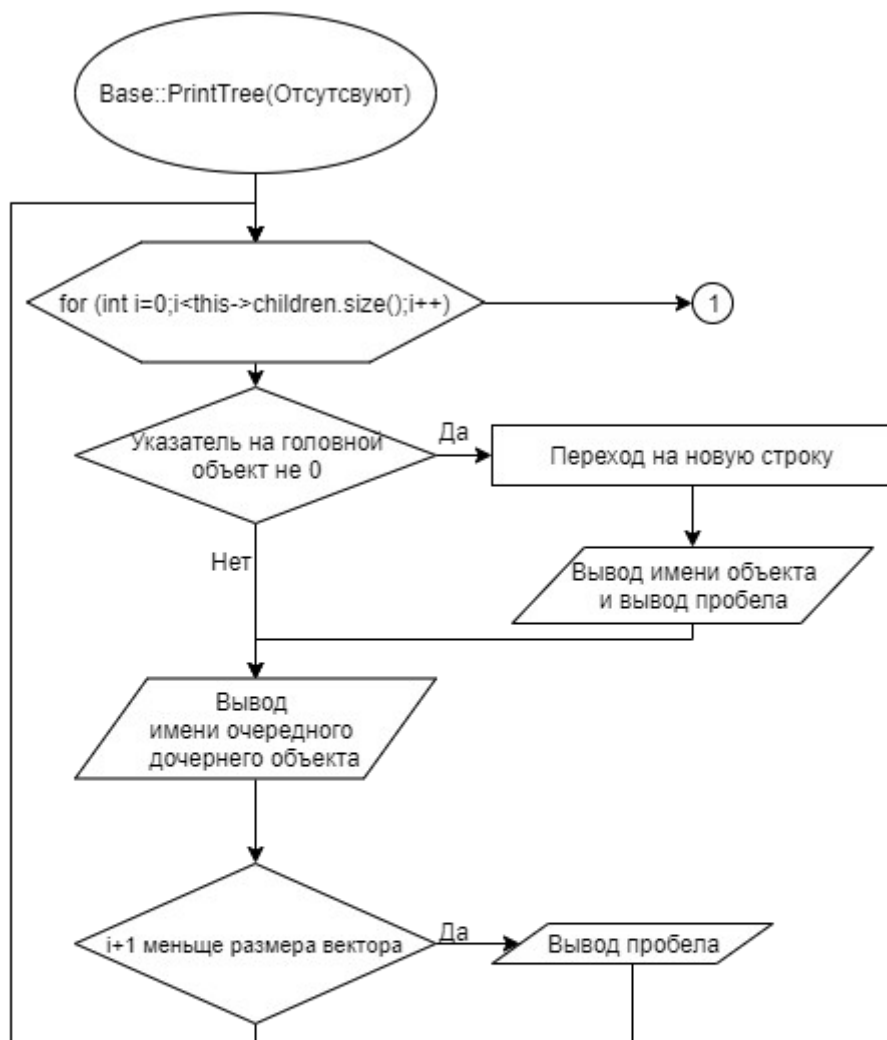 Base::PrintTree(Отсутсвуют)
for (int i=0;i<this->children.size();i++)
1
Указатель на головной
объект не 0
Да
Переход на новую строку
Нет
Вывод имени объекта
и вывод пробела
Вывод
имени очередного
дочернего объекта
i+1 меньще размера вектора
Да
Вывод пробела